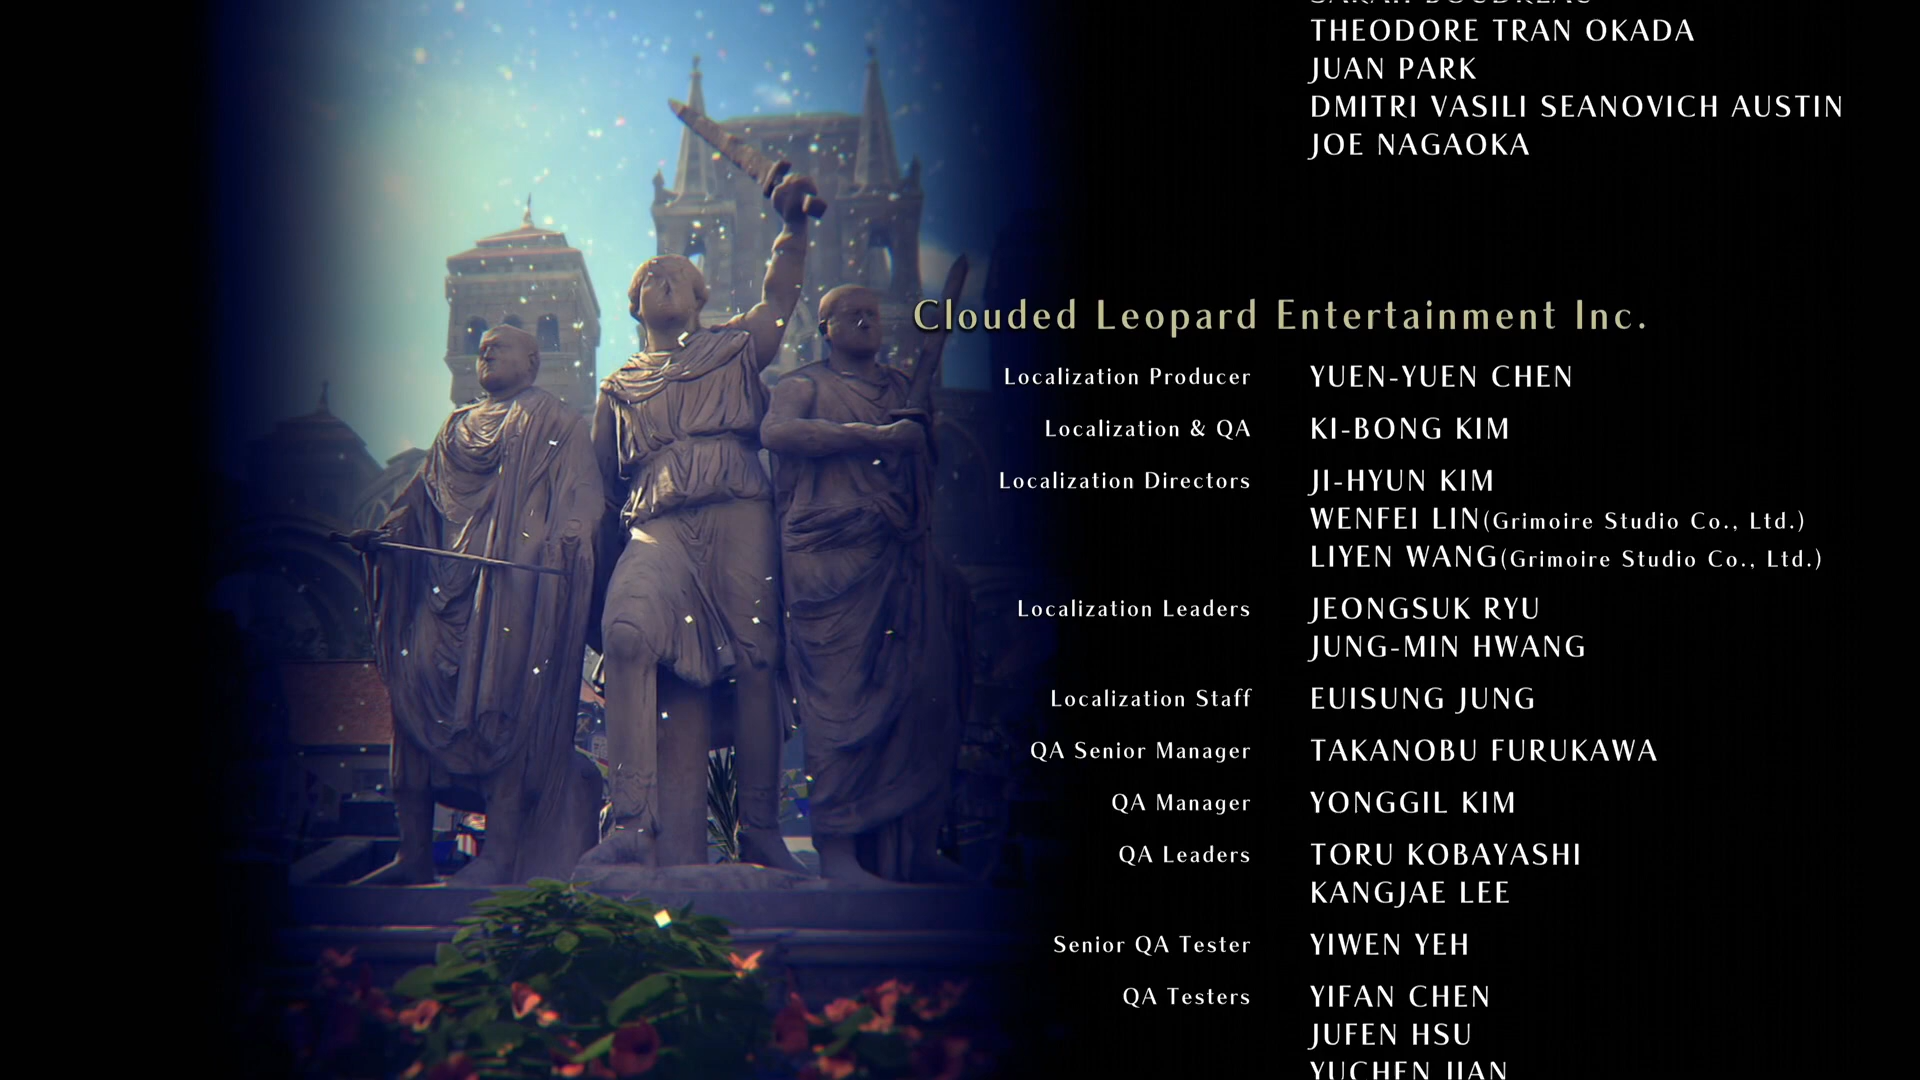 THEODORE TRAN OKADA
JUAN PARK
DMITRI VASILI SEANOVICH AUSTIN
JOE NAGAOKA
Clouded Leopard Entertainment Inc.
Localization Producer YUEN-YUEN CHEN
Localization & QA KI-BONG KIM
Localization Directors JI-HYUN KIM
WENFEI LIN(Grimoire Studio Co., Ltd.)
LIYEN WANG(Grimoire Studio Co., Ltd.)
Localization Leaders JEONGSUK RYU
JUNG-MIN HWANG
Localization Staff EUISUNG JUNG
QA Senior Manager TAKANOBU FURUKAWA
QA Manager YONGGIL KIM
QA Leaders TORU KOBAYASHI
KANGJAE LEE
Senior QA Tester YIWEN YEH
QA Testers YIFAN CHEN
JUFEN HSU